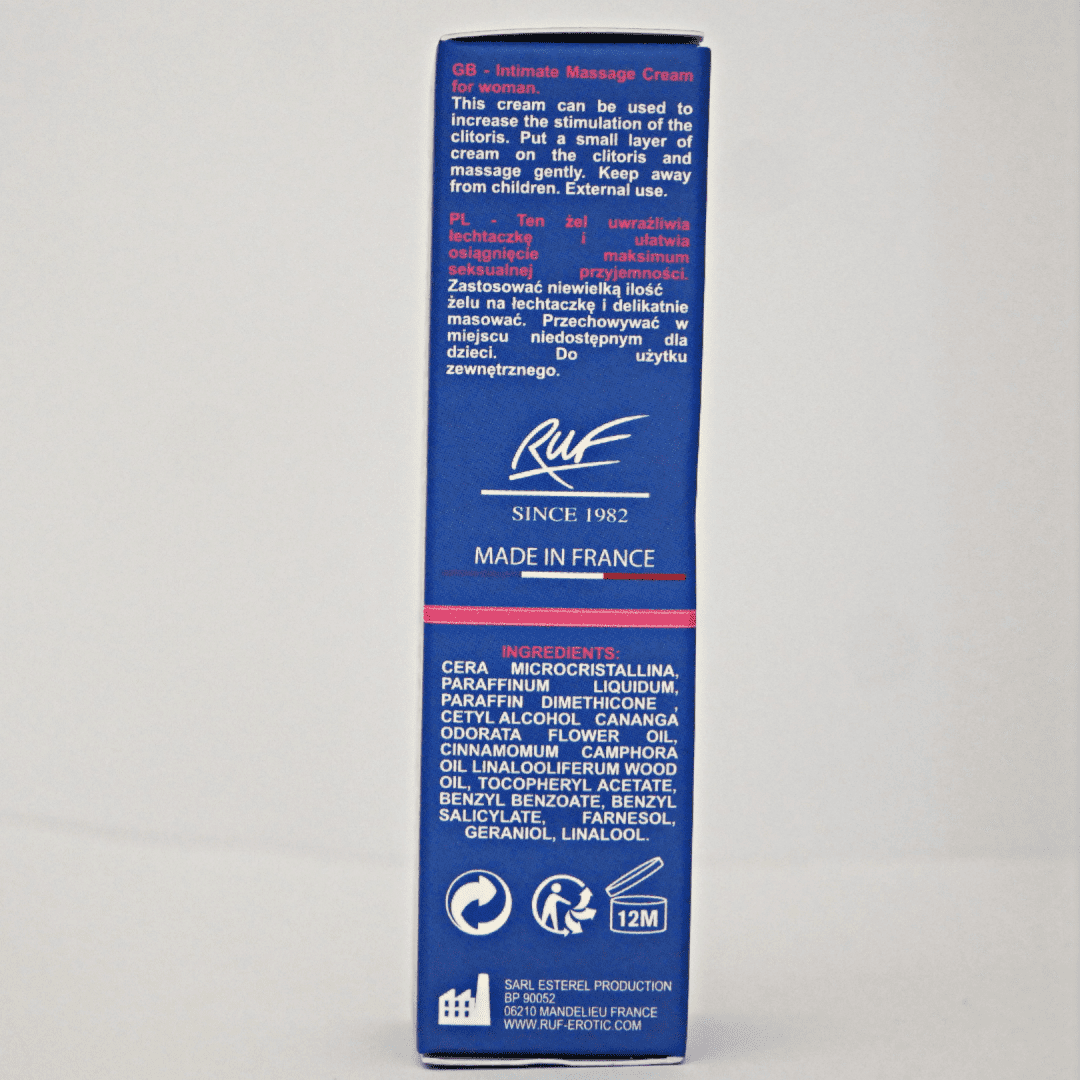 GB - Intimate Massage Cream
for woman.
This cream can be used to
increase the stimulation of the
clitoris. Put a small layer of
cream on the clitoris and
massage gently. Keep away
from children. External use.
PL - Ten żel uwrażliwia
łechtaczkę i ułatwia
osiągnięcie maksimum
seksualnej przyjemności.
Zastosować niewielką ilość
żelu na łechtaczkę i delikatnie
masować. Przechowywać w
miejscu niedostępnym dla
dzieci. Do użytku
zewnętrznego.
RUF
SINCE 1982
MADE IN FRANCE
INGREDIENTS:
CERA MICROCRISTALLINA,
PARAFFINUM LIQUIDUM,
PARAFFIN DIMETHICONE ,
CETYL ALCOHOL CANANGA
ODORATA FLOWER OIL,
CINNAMOMUM CAMPHORA
OIL LINALOOLIFERUM WOOD
OIL, TOCOPHERYL ACETATE,
BENZYL BENZOATE, BENZYL
SALICYLATE, FARNESOL,
GERANIOL, LINALOOL.
12M
SARL ESTEREL PRODUCTION
BP 90052
06210 MANDELIEU FRANCE
WWW.RUF-EROTIC.COM